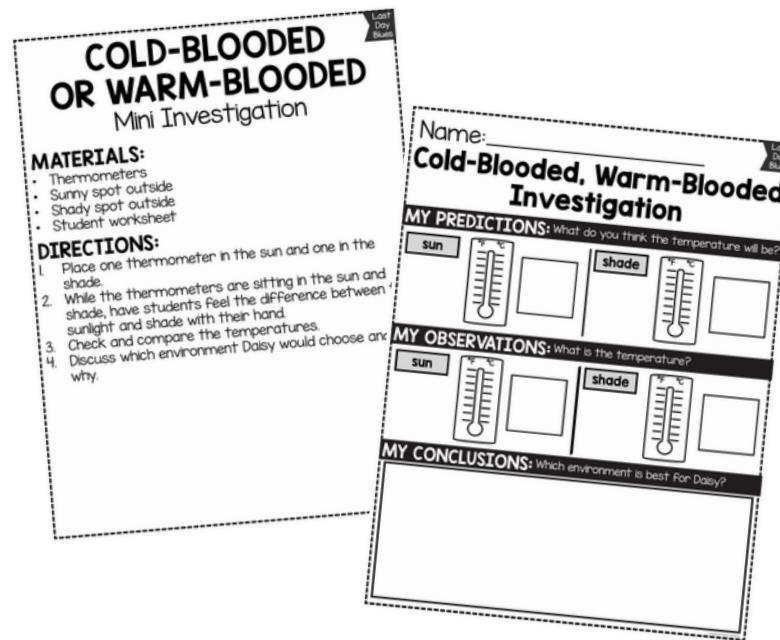 Last
Day
Blues
COLD-BLOODED
OR WARM-BLOODED
Mini Investigation
MATERIALS:
• Thermometers
• Sunny spot outside
• Shady spot outside
• Student worksheet
DIRECTIONS:
1. Place one thermometer in the sun and one in the
shade.
2. While the thermometers are sitting in the sun and
shade, have students feel the difference between
sunlight and shade with their hand.
3. Check and compare the temperatures.
4. Discuss which environment Daisy would choose and
why.
Name:
Cold-Blooded, Warm-Blooded
Investigation
MY PREDICTIONS: What do you think the temperature will be?
sun °F °C shade °F °C
MY OBSERVATIONS: What is the temperature?
sun °F °C shade °F °C
MY CONCLUSIONS: Which environment is best for Daisy?